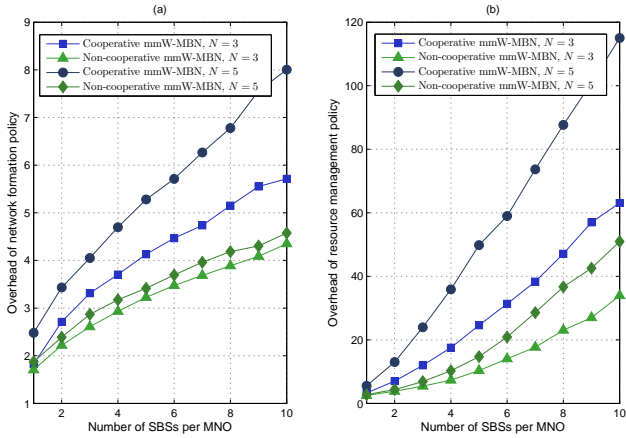 (a)
Cooperative mmW-MBN, N = 3
Non-cooperative mmW-MBN, N = 3
Cooperative mmW-MBN, N = 5
Non-cooperative mmW-MBN, N = 5
Overhead of network formation policy
9
8
7
6
5
4
3
2
1
2
4
6
8
10
Number of SBSs per MNO
(b)
Cooperative mmW-MBN, N = 3
Non-cooperative mmW-MBN, N = 3
Cooperative mmW-MBN, N = 5
Non-cooperative mmW-MBN, N = 5
Overhead of resource management policy
120
100
80
60
40
20
0
2
4
6
8
10
Number of SBSs per MNO